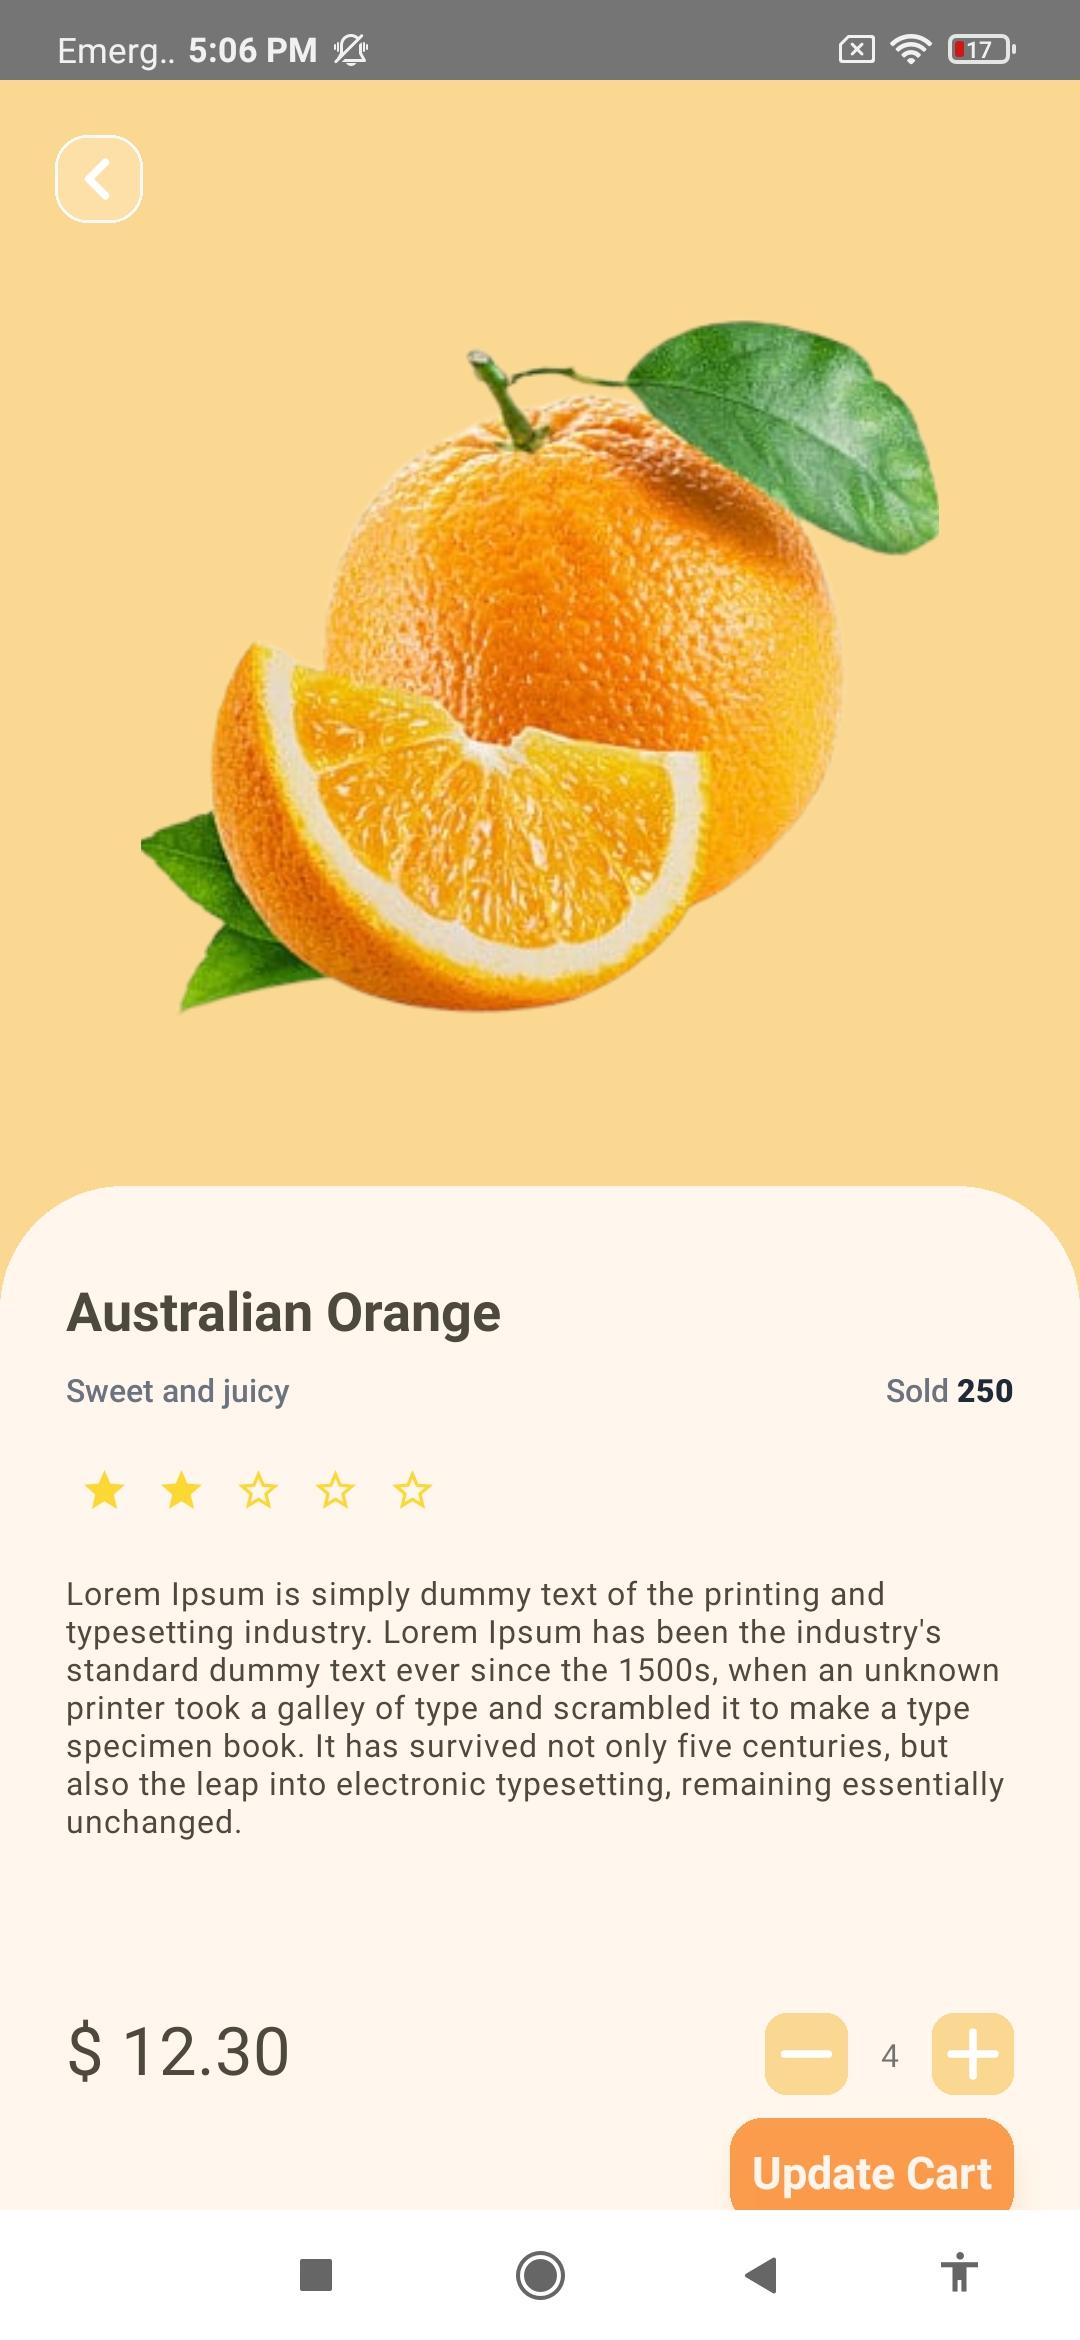 Emerg.. 5:06 PM 17
Australian Orange
Sweet and juicy Sold 250
Lorem Ipsum is simply dummy text of the printing and
typesetting industry. Lorem Ipsum has been the industry's
standard dummy text ever since the 1500s, when an unknown
printer took a galley of type and scrambled it to make a type
specimen book. It has survived not only five centuries, but
also the leap into electronic typesetting, remaining essentially
unchanged.
$ 12.30 4
Update Cart